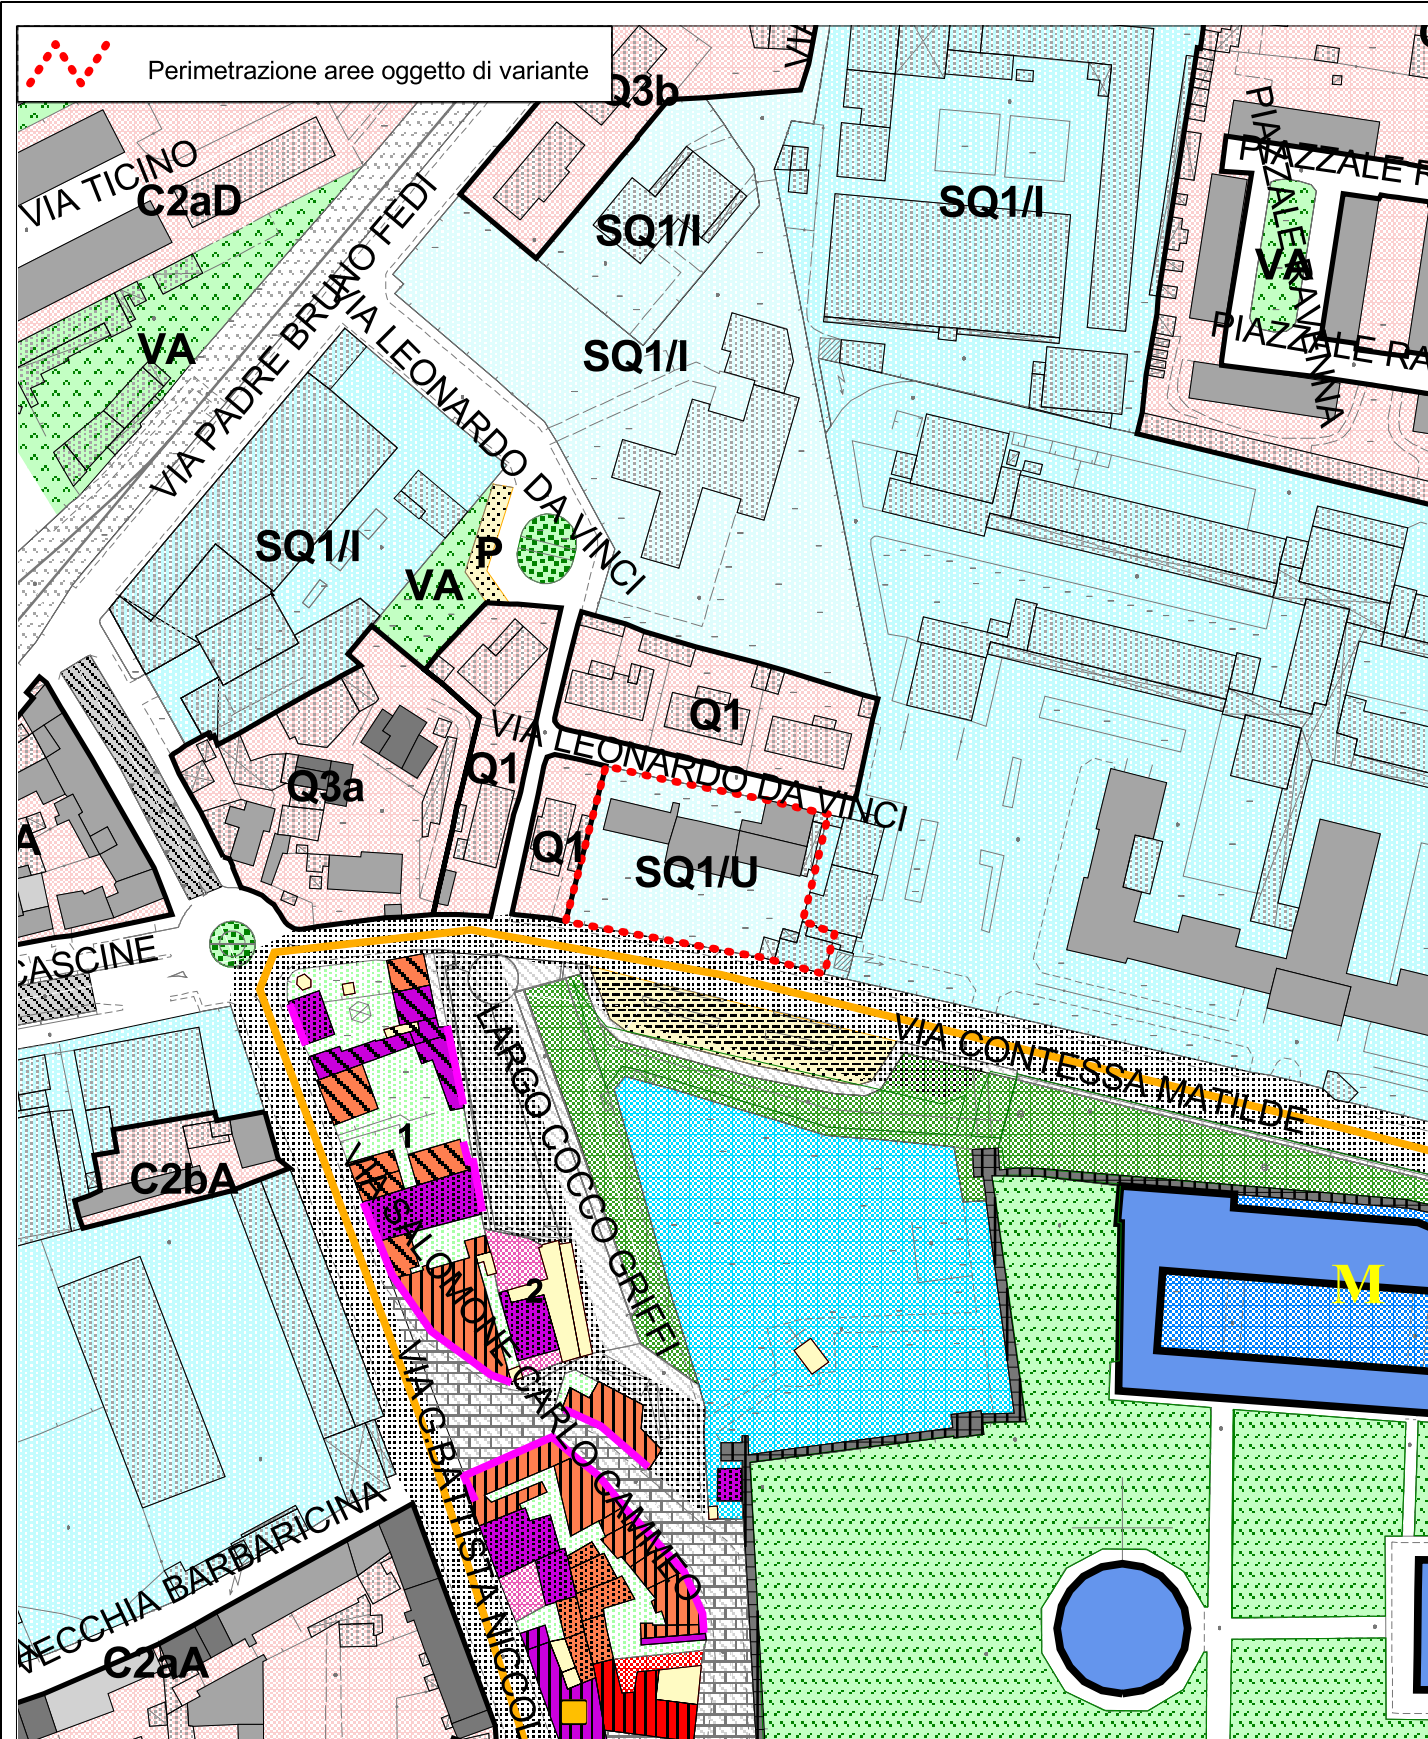 Perimetrazione aree oggetto di variante
Q3b
VIA TICINO
C2aD
SQ1/I
SQ1/I
PIAZZALE R
PIAZZALE RAVENNA
VA
PIAZZALE RA
VIA PADRE BRUNO FEDI
VIA LEONARDO DA VINCI
VA
SQ1/I
SQ1/I
P
VA
Q1
VIA LEONARDO DA VINCI
Q1
Q3a
Q1
SQ1/U
A
CASCINE
LARGO COCCO GRIFFI
VIA CONTESSA MATILDE
1
C2bA
VIA SALOMONE CARLO CAMMEO
2
M
VIA G.BATTISTA NICCOL
VECCHIA BARBARICINA
C2aA